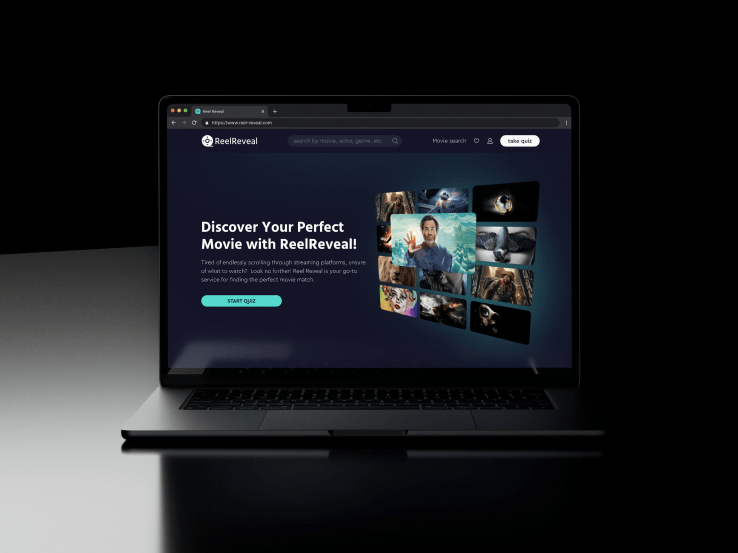 Reel Reveal
https://www.reel-reveal.com
ReelReveal
search by movie, actor, genre, etc.
Movie search
take quiz
Discover Your Perfect
Movie with ReelReveal!
Tired of endlessly scrolling through streaming platforms, unsure
of what to watch? Look no further! Reel Reveal is your go-to
service for finding the perfect movie match.
START QUIZ